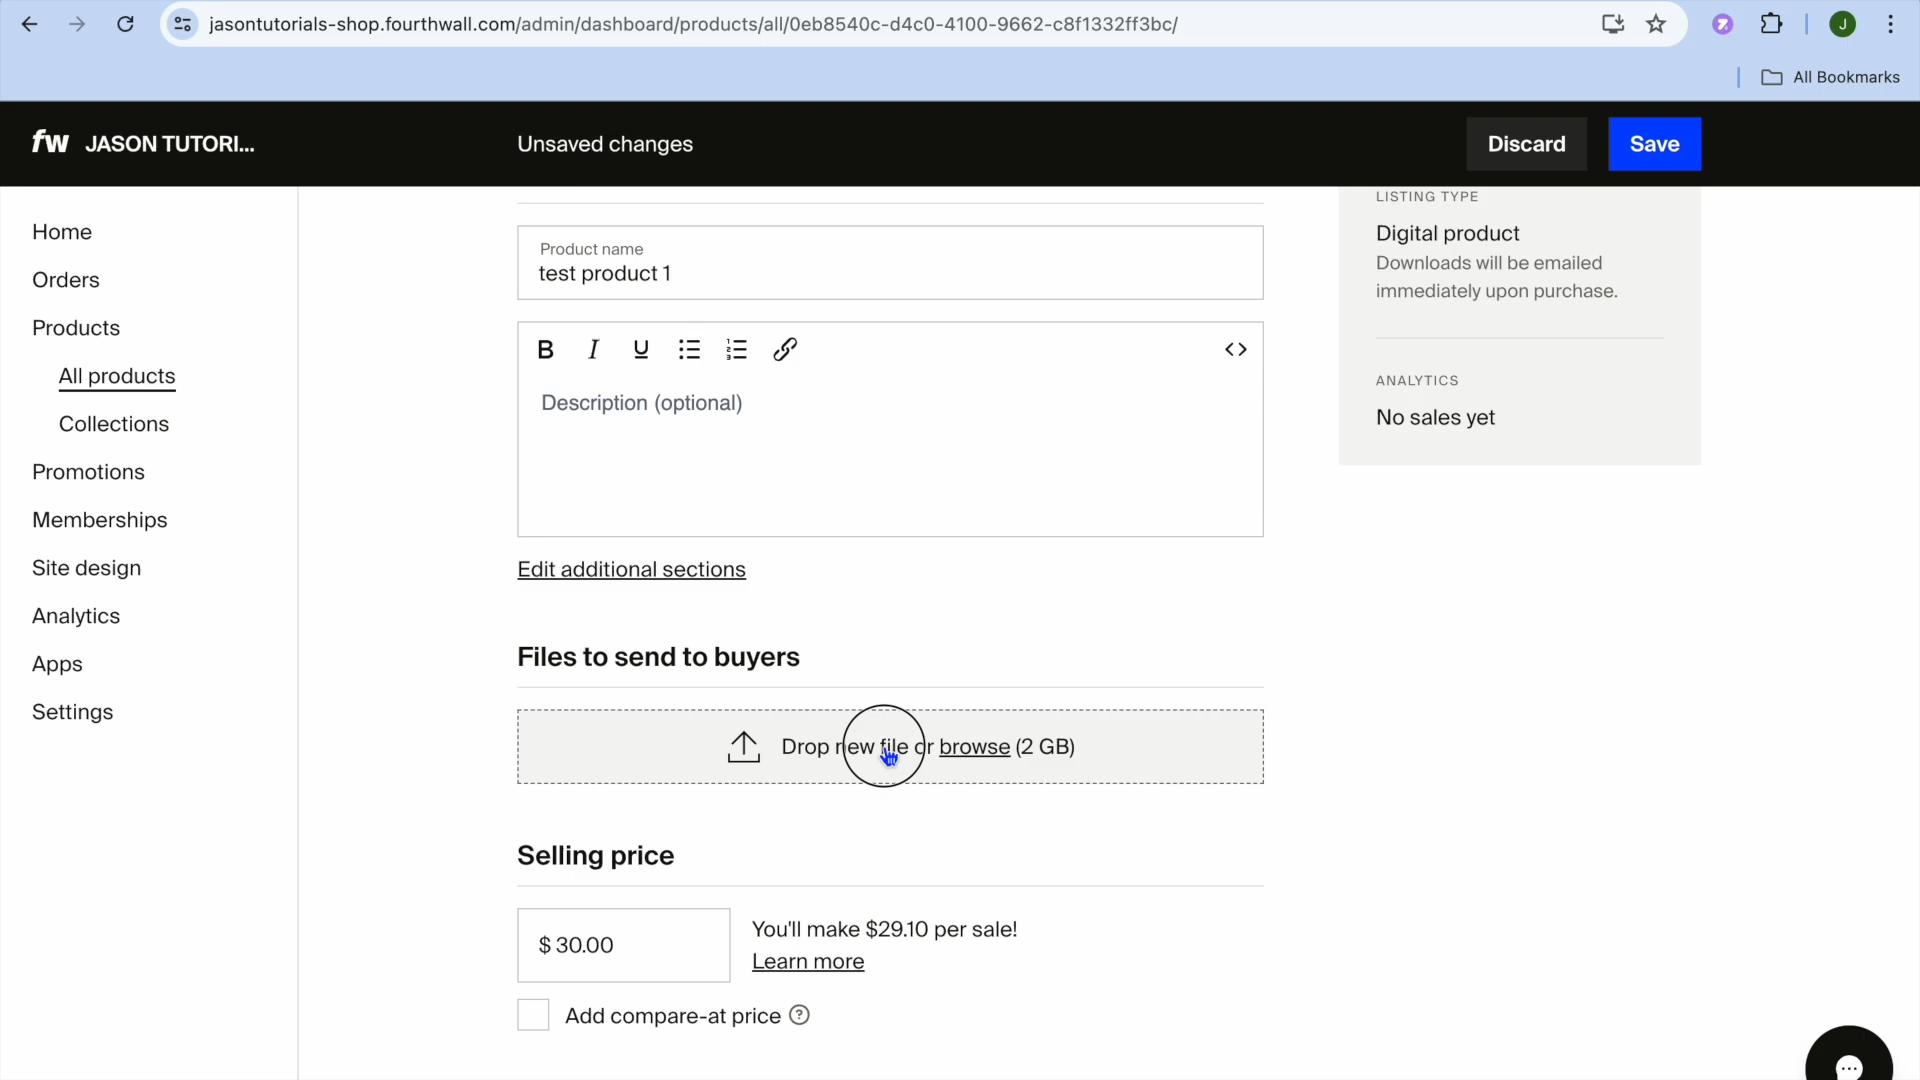 jasontutorials-shop.fourthwall.com/admin/dashboard/products/all/0eb8540c-d4c0-4100-9662-c8f1332ff3bc/
J
All Bookmarks
fw JASON TUTORI...
Unsaved changes
Discard
Save
Home
Orders
Products
All products
Collections
Promotions
Memberships
Site design
Analytics
Apps
Settings
Product name
test product 1
B I U
Description (optional)
Edit additional sections
Files to send to buyers
Drop new file or browse (2 GB)
Selling price
$ 30.00
You'll make $29.10 per sale!
Learn more
Add compare-at price ?
LISTING TYPE
Digital product
Downloads will be emailed
immediately upon purchase.
ANALYTICS
No sales yet